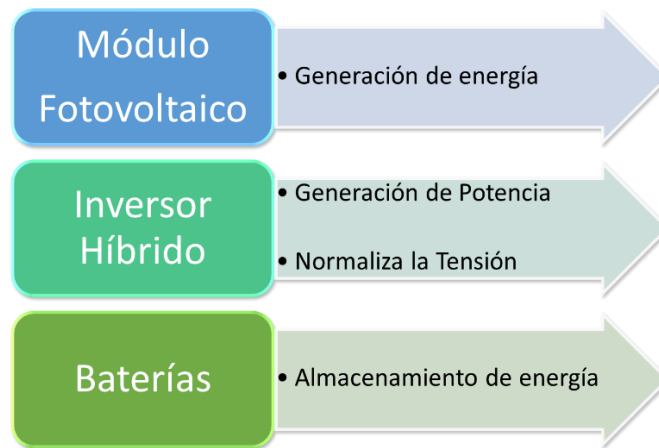 Módulo
Fotovoltaico
• Generación de energía
Inversor
Híbrido
• Generación de Potencia
• Normaliza la Tensión
Baterías
• Almacenamiento de energía